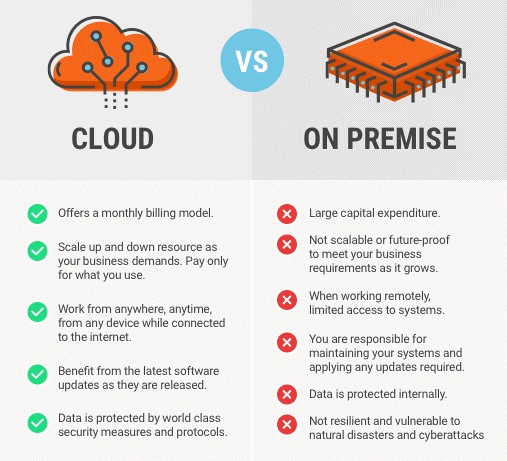 VS
CLOUD
ON PREMISE
Offers a monthly billing model.
Scale up and down resource as
your business demands. Pay only
for what you use.
Work from anywhere, anytime,
from any device while connected
to the internet.
Benefit from the latest software
updates as they are released.
Data is protected by world class
security measures and protocols.
Large capital expenditure.
Not scalable or future-proof
to meet your business
requirements as it grows.
When working remotely,
limited access to systems.
You are responsible for
maintaining your systems and
applying any updates required.
Data is protected internally.
Not resilient and vulnerable to
natural disasters and cyberattacks